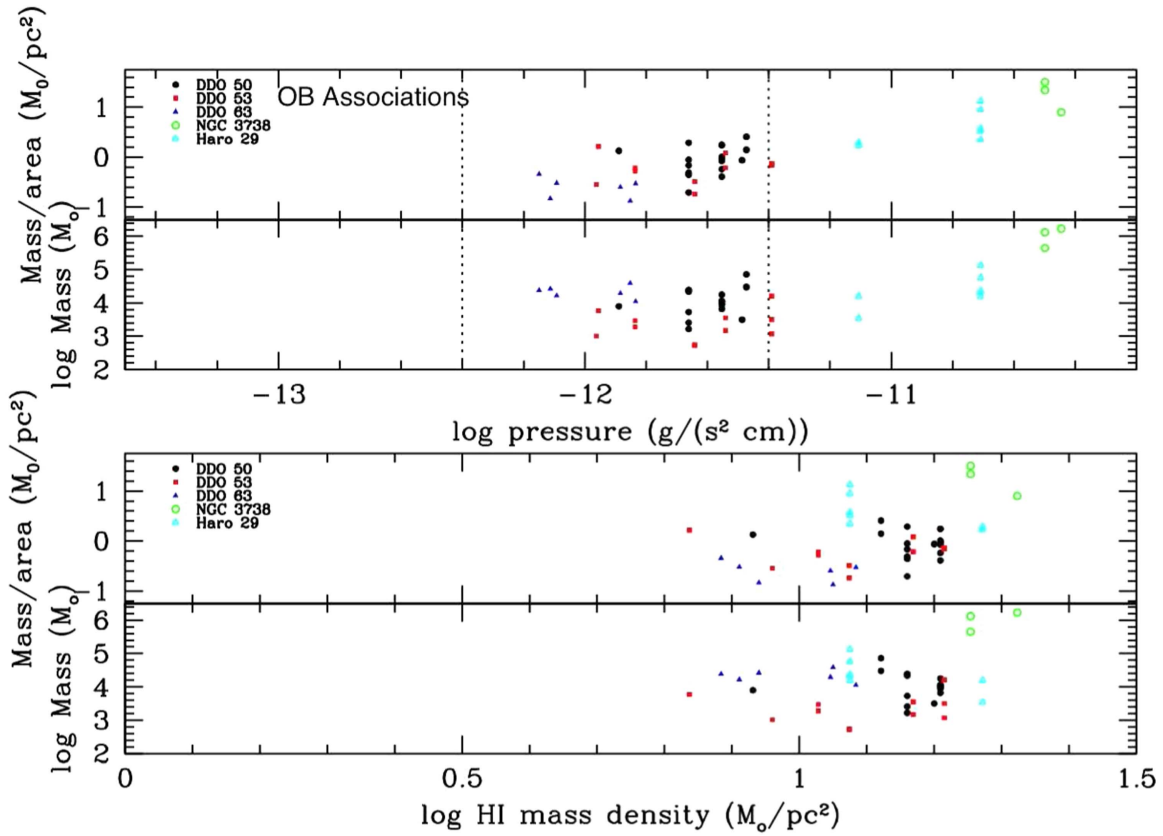 Mass/area (M₀/pc²)
DDO 50
DDO 53
DDO 63
NGC 3738
Haro 29
OB Associations
1
0
1
log Mass (Mₒ)
6
5
4
3
2
−13
−12
−11
log pressure (g/(s² cm))
Mass/area (M₀/pc²)
DDO 50
DDO 53
DDO 63
NGC 3738
Haro 29
1
0
1
log Mass (Mₒ)
6
5
4
3
2
0
0.5
1
1.5
log HI mass density (Mₒ/pc²)